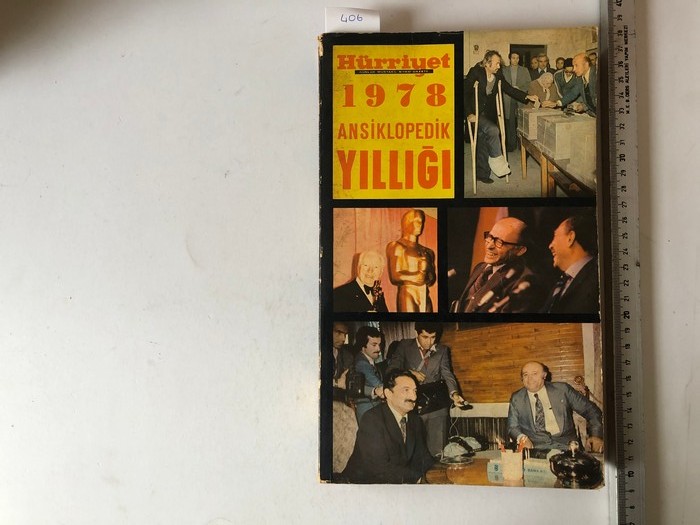 406
Hürriyet
1978
ANSİKLOPEDİK
YILLIĞI